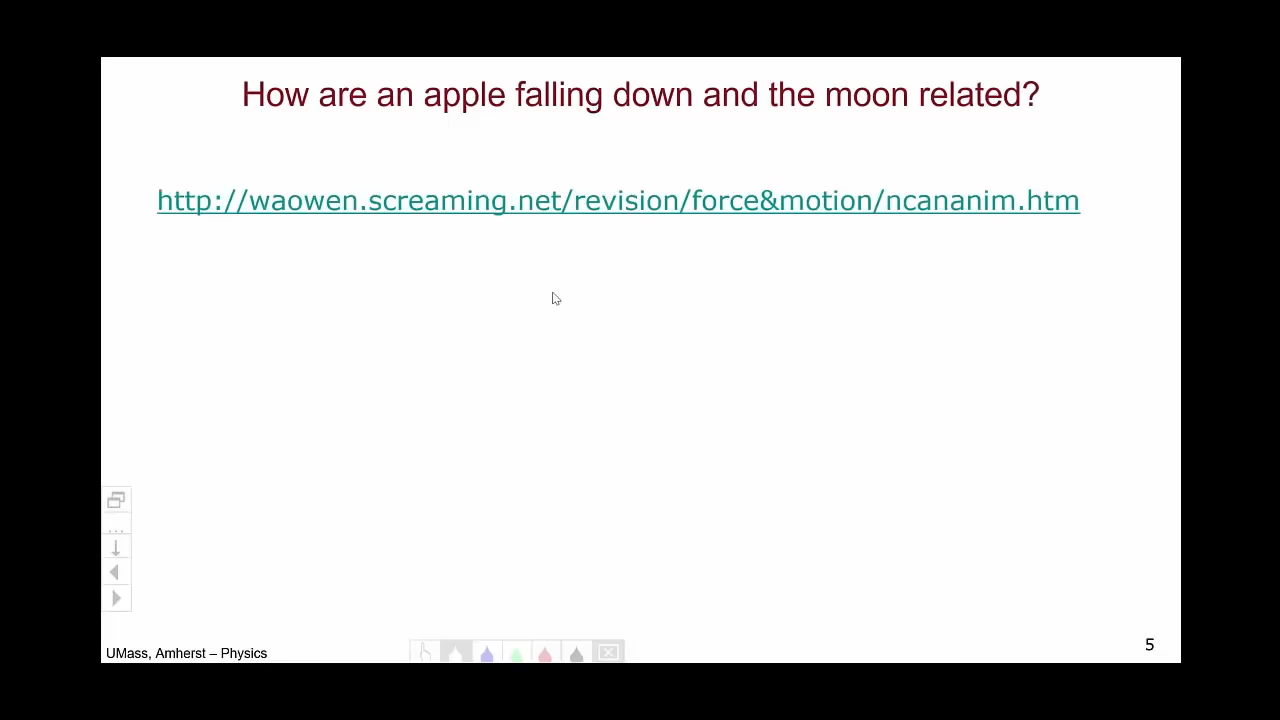 How are an apple falling down and the moon related?
http://waowen.screaming.net/revision/force&motion/ncananim.htm
...
UMass, Amherst – Physics
5